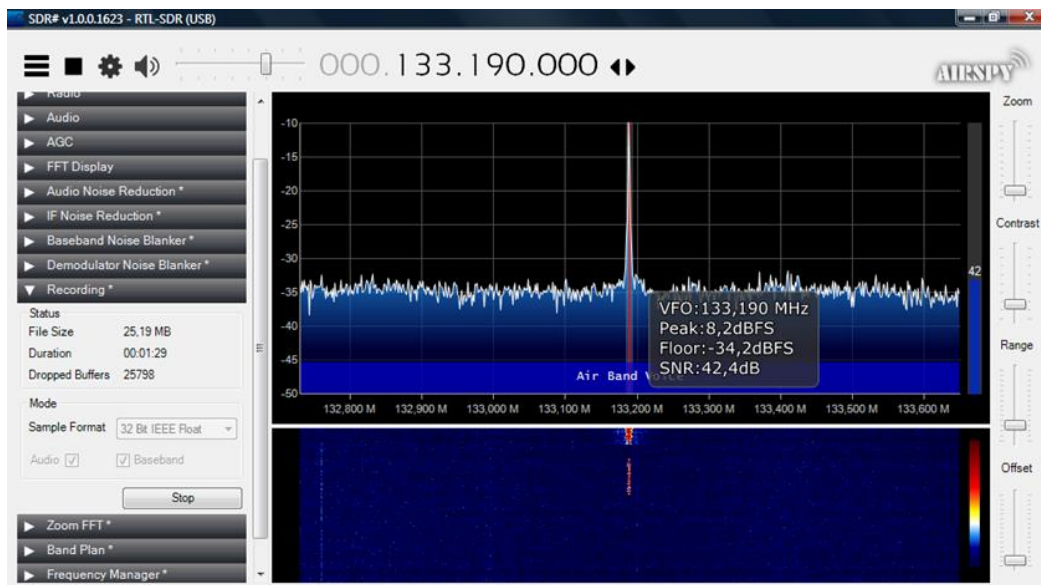 SDR# v1.0.0.1623 - RTL-SDR (USB)
000.133.190.000
AIRSPY
Radio
Audio
AGC
FFT Display
Audio Noise Reduction *
IF Noise Reduction *
Baseband Noise Blanker *
Demodulator Noise Blanker *
Recording *
Status
File Size 25,19 MB
Duration 00:01:29
Dropped Buffers 25798
Mode
Sample Format 32 Bit IEEE Float
Audio Baseband
Stop
Zoom FFT *
Band Plan *
Frequency Manager *
-10
-15
-20
-25
-30
-35
-40
-45
-50
42
VFO:133,190 MHz
Peak:8,2dBFS
Floor:-34,2dBFS
SNR:42,4dB
Air Band Voice
132,800 M 132,900 M 133,000 M 133,100 M 133,200 M 133,300 M 133,400 M 133,500 M 133,600 M
Zoom
Contrast
Range
Offset